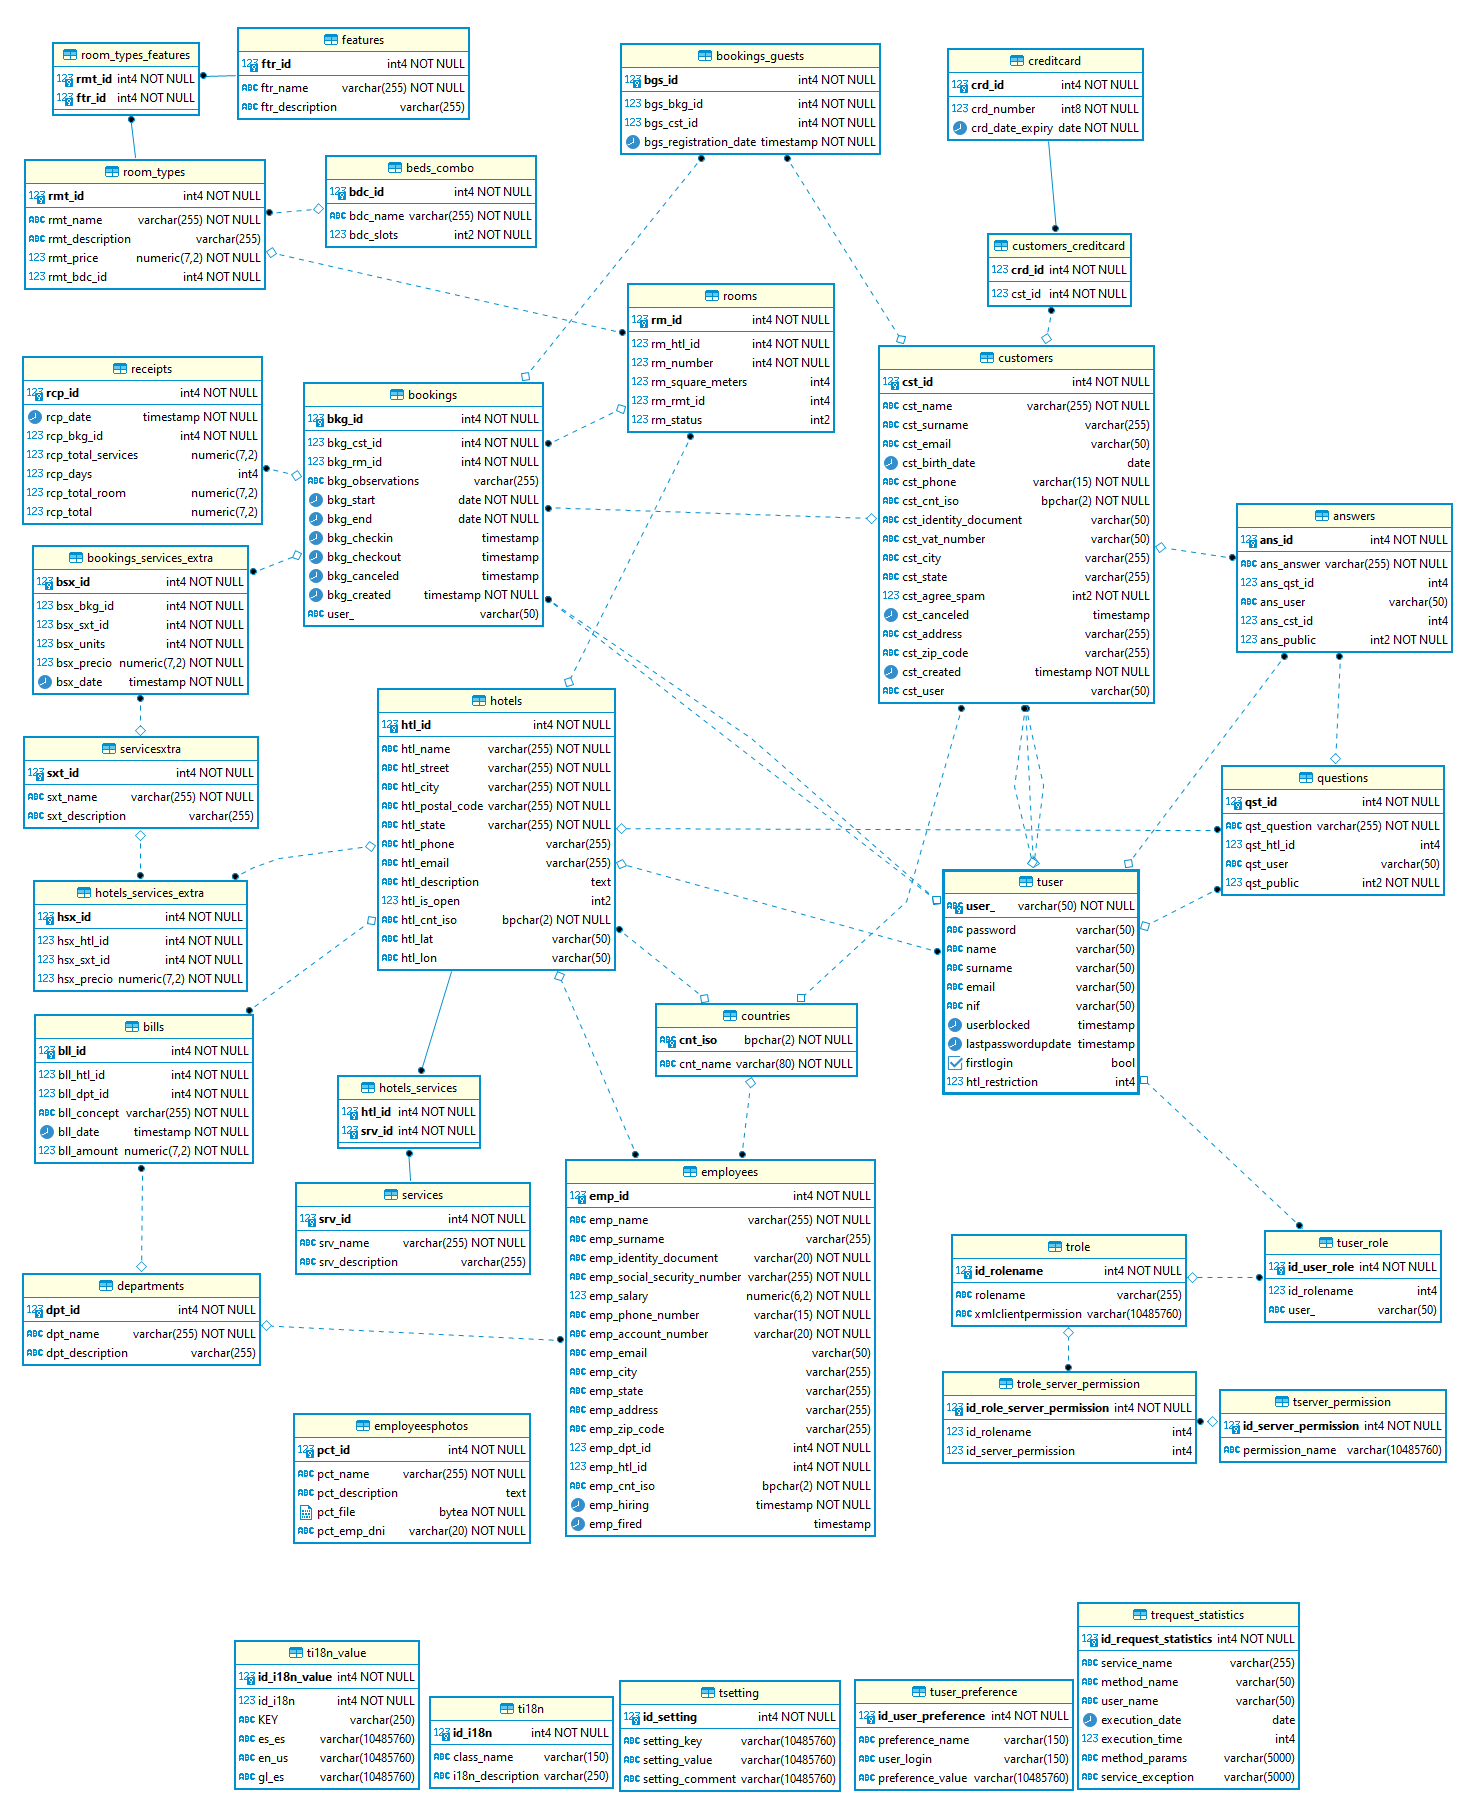 room_types_features
rmt_id int4 NOT NULL
ftr_id int4 NOT NULL
features
ftr_id int4 NOT NULL
ftr_name varchar(255) NOT NULL
ftr_description varchar(255)
bookings_guests
bgs_id int4 NOT NULL
bgs_bkg_id int4 NOT NULL
bgs_cst_id int4 NOT NULL
bgs_registration_date timestamp NOT NULL
creditcard
crd_id int4 NOT NULL
crd_number int8 NOT NULL
crd_date_expiry date NOT NULL
room_types
rmt_id int4 NOT NULL
rmt_name varchar(255) NOT NULL
rmt_description varchar(255)
rmt_price numeric(7,2) NOT NULL
rmt_bdc_id int4 NOT NULL
beds_combo
bdc_id int4 NOT NULL
bdc_name varchar(255) NOT NULL
bdc_slots int2 NOT NULL
customers_creditcard
crd_id int4 NOT NULL
cst_id int4 NOT NULL
rooms
rm_id int4 NOT NULL
rm_htl_id int4 NOT NULL
rm_number int4 NOT NULL
rm_square_meters int4
rm_rmt_id int4
rm_status int2
receipts
rcp_id int4 NOT NULL
rcp_date timestamp NOT NULL
rcp_bkg_id int4 NOT NULL
rcp_total_services numeric(7,2)
rcp_days int4
rcp_total_room numeric(7,2)
rcp_total numeric(7,2)
bookings
bkg_id int4 NOT NULL
bkg_cst_id int4 NOT NULL
bkg_rm_id int4 NOT NULL
bkg_observations varchar(255)
bkg_start date NOT NULL
bkg_end date NOT NULL
bkg_checkin timestamp
bkg_checkout timestamp
bkg_canceled timestamp
bkg_created timestamp NOT NULL
user_ varchar(50)
customers
cst_id int4 NOT NULL
cst_name varchar(255) NOT NULL
cst_surname varchar(255)
cst_email varchar(50)
cst_birth_date date
cst_phone varchar(15) NOT NULL
cst_cnt_iso bpchar(2) NOT NULL
cst_identity_document varchar(50)
cst_vat_number varchar(50)
cst_city varchar(255)
cst_state varchar(255)
cst_agree_spam int2 NOT NULL
cst_canceled timestamp
cst_address varchar(255)
cst_zip_code varchar(255)
cst_created timestamp NOT NULL
cst_user varchar(50)
answers
ans_id int4 NOT NULL
ans_answer varchar(255) NOT NULL
ans_qst_id int4
ans_user varchar(50)
ans_cst_id int4
ans_public int2 NOT NULL
bookings_services_extra
bsx_id int4 NOT NULL
bsx_bkg_id int4 NOT NULL
bsx_sxt_id int4 NOT NULL
bsx_units int4 NOT NULL
bsx_precio numeric(7,2) NOT NULL
bsx_date timestamp NOT NULL
servicesxtra
sxt_id int4 NOT NULL
sxt_name varchar(255) NOT NULL
sxt_description varchar(255)
hotels
htl_id int4 NOT NULL
htl_name varchar(255) NOT NULL
htl_street varchar(255) NOT NULL
htl_city varchar(255) NOT NULL
htl_postal_code varchar(255) NOT NULL
htl_state varchar(255) NOT NULL
htl_phone varchar(255)
htl_email varchar(255)
htl_description text
htl_is_open int2
htl_cnt_iso bpchar(2) NOT NULL
htl_lat varchar(50)
htl_lon varchar(50)
questions
qst_id int4 NOT NULL
qst_question varchar(255) NOT NULL
qst_htl_id int4
qst_user varchar(50)
qst_public int2 NOT NULL
hotels_services_extra
hsx_id int4 NOT NULL
hsx_htl_id int4 NOT NULL
hsx_sxt_id int4 NOT NULL
hsx_precio numeric(7,2) NOT NULL
tuser
user_ varchar(50) NOT NULL
password varchar(50)
name varchar(50)
surname varchar(50)
email varchar(50)
nif varchar(50)
userblocked timestamp
lastpasswordupdate timestamp
firstlogin bool
htl_restriction int4
bills
bll_id int4 NOT NULL
bll_htl_id int4 NOT NULL
bll_dpt_id int4 NOT NULL
bll_concept varchar(255) NOT NULL
bll_date timestamp NOT NULL
bll_amount numeric(7,2) NOT NULL
countries
cnt_iso bpchar(2) NOT NULL
cnt_name varchar(80) NOT NULL
hotels_services
htl_id int4 NOT NULL
srv_id int4 NOT NULL
services
srv_id int4 NOT NULL
srv_name varchar(255) NOT NULL
srv_description varchar(255)
employees
emp_id int4 NOT NULL
emp_name varchar(255) NOT NULL
emp_surname varchar(255)
emp_identity_document varchar(20) NOT NULL
emp_social_security_number varchar(255) NOT NULL
emp_salary numeric(6,2) NOT NULL
emp_phone_number varchar(15) NOT NULL
emp_account_number varchar(20) NOT NULL
emp_email varchar(50)
emp_city varchar(255)
emp_state varchar(255)
emp_address varchar(255)
emp_zip_code varchar(255)
emp_dpt_id int4 NOT NULL
emp_htl_id int4 NOT NULL
emp_cnt_iso bpchar(2) NOT NULL
emp_hiring timestamp NOT NULL
emp_fired timestamp
trole
id_rolename int4 NOT NULL
rolename varchar(255)
xmlclientpermission varchar(10485760)
tuser_role
id_user_role int4 NOT NULL
id_rolename int4
user_ varchar(50)
departments
dpt_id int4 NOT NULL
dpt_name varchar(255) NOT NULL
dpt_description varchar(255)
trole_server_permission
id_role_server_permission int4 NOT NULL
id_rolename int4
id_server_permission int4
tserver_permission
id_server_permission int4 NOT NULL
permission_name varchar(10485760)
employeesphotos
pct_id int4 NOT NULL
pct_name varchar(255) NOT NULL
pct_description text
pct_file bytea NOT NULL
pct_emp_dni varchar(20) NOT NULL
ti18n_value
id_i18n_value int4 NOT NULL
id_i18n int4 NOT NULL
KEY varchar(250)
es_es varchar(10485760)
en_us varchar(10485760)
gl_es varchar(10485760)
ti18n
id_i18n int4 NOT NULL
class_name varchar(150)
i18n_description varchar(250)
tsetting
id_setting int4 NOT NULL
setting_key varchar(10485760)
setting_value varchar(10485760)
setting_comment varchar(10485760)
tuser_preference
id_user_preference int4 NOT NULL
preference_name varchar(150)
user_login varchar(150)
preference_value varchar(10485760)
trequest_statistics
id_request_statistics int4 NOT NULL
service_name varchar(255)
method_name varchar(50)
user_name varchar(50)
execution_date date
execution_time int4
method_params varchar(5000)
service_exception varchar(5000)